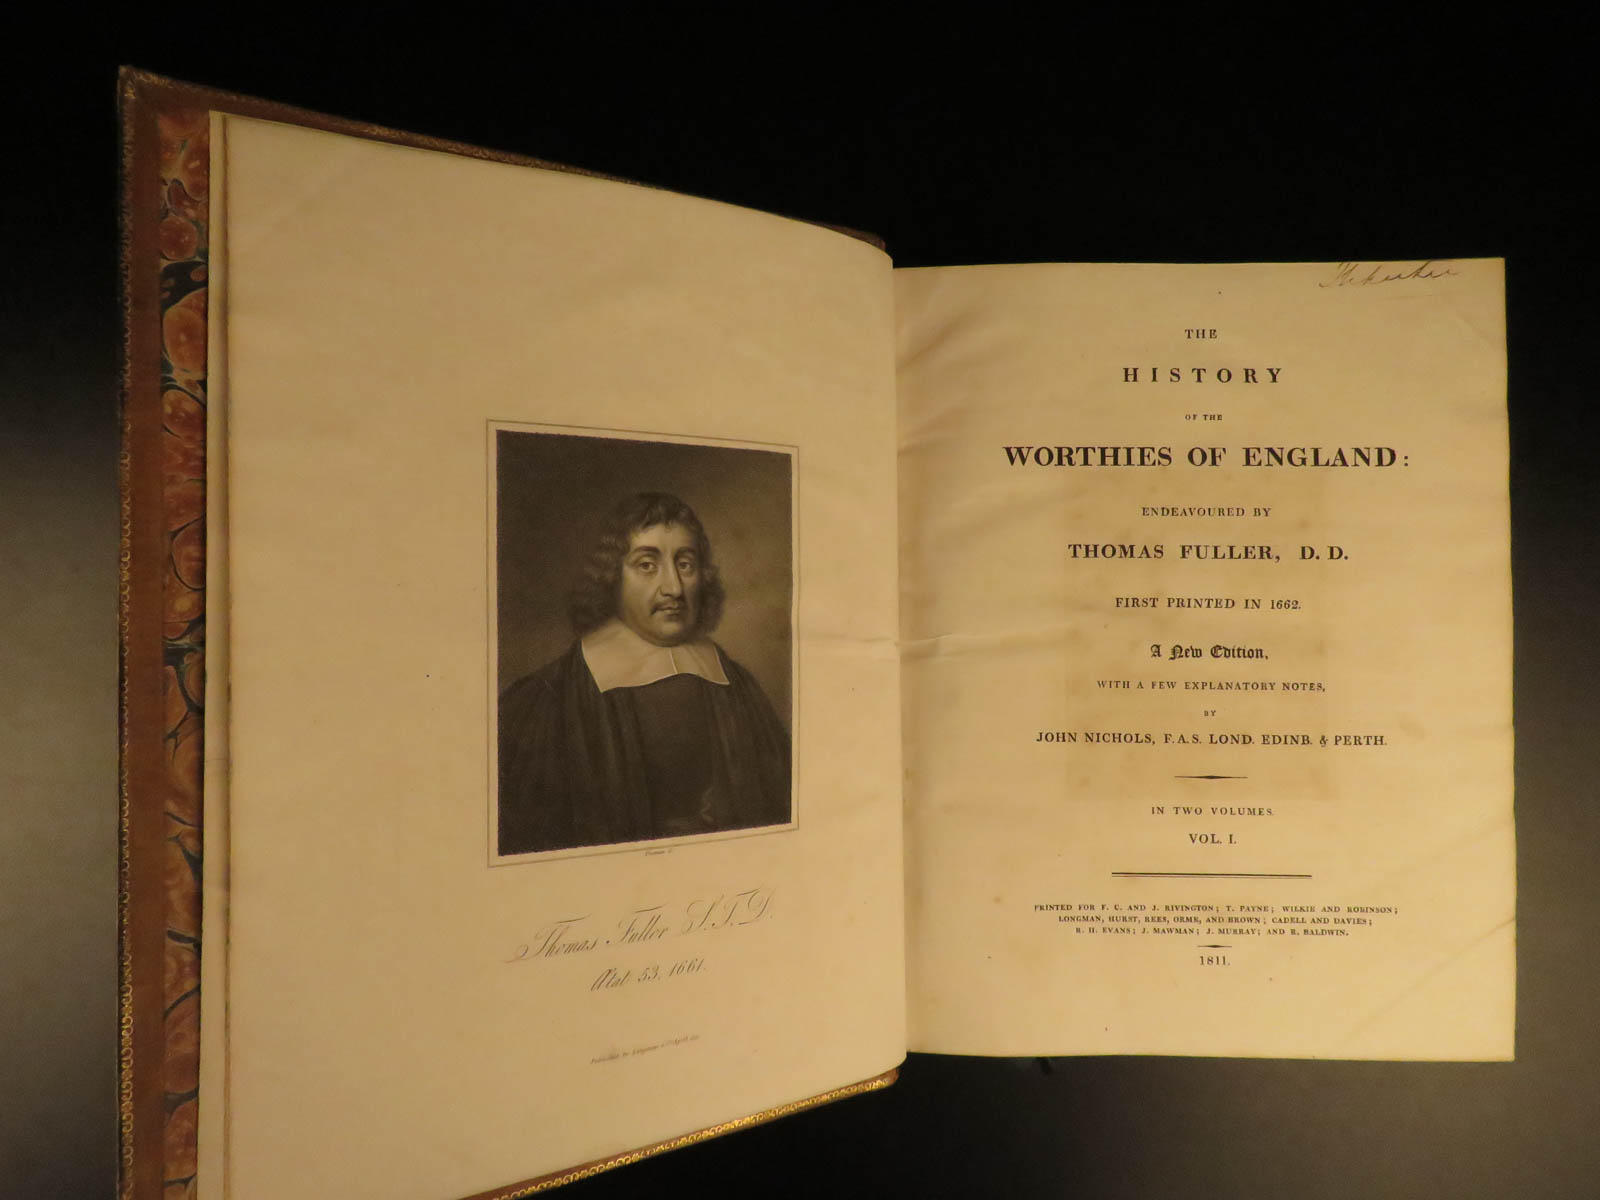 Thomas Fuller S.T.D.
Ætat 53, 1661.
THE
HISTORY
OF THE
WORTHIES OF ENGLAND:
ENDEAVOURED BY
THOMAS FULLER, D. D.
FIRST PRINTED IN 1662.
A New Edition,
WITH A FEW EXPLANATORY NOTES,
BY
JOHN NICHOLS, F. A. S. LOND. EDINB. & PERTH.
IN TWO VOLUMES.
VOL. I.
PRINTED FOR F. C. AND J. RIVINGTON; T. PAYNE; WILKIE AND ROBINSON;
LONGMAN, HURST, REES, ORME, AND BROWN; CADELL AND DAVIES;
R. H. EVANS; J. MAWMAN; J. MURRAY; AND R. BALDWIN.
1811.